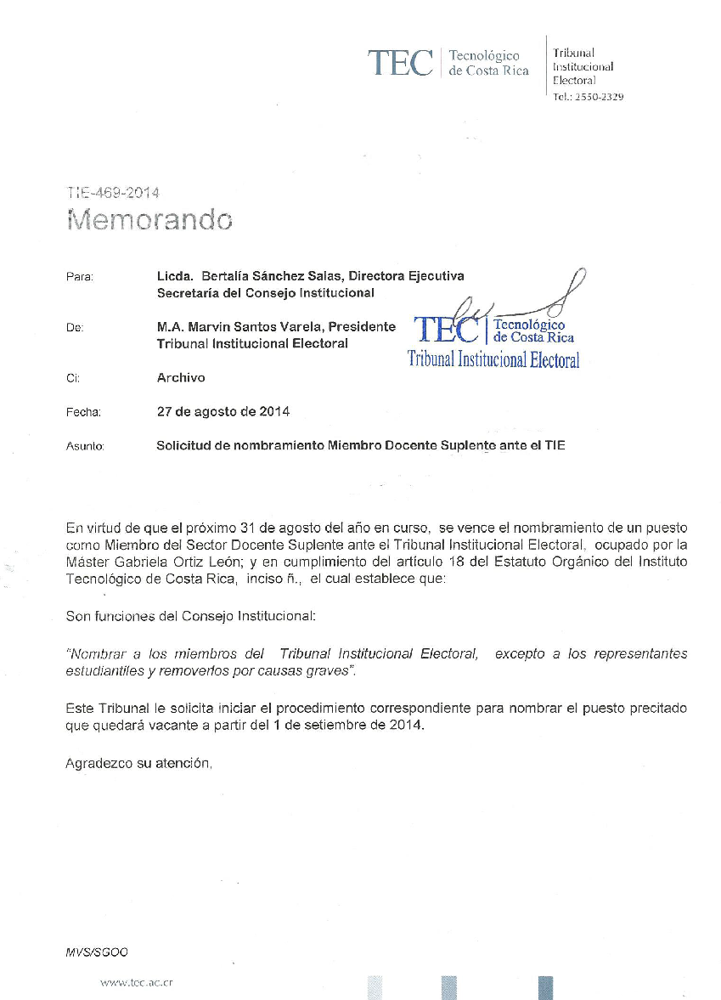 TEC Tecnológico
de Costa Rica
Tribunal
Institucional
Electoral
Tel.: 2550-2329
TIE-469-2014
Memorando
Para: Licda. Bertalía Sánchez Salas, Directora Ejecutiva
Secretaría del Consejo Institucional
De: M.A. Marvin Santos Varela, Presidente
Tribunal Institucional Electoral
TEC Tecnológico
de Costa Rica
Tribunal Institucional Electoral
Ci: Archivo
Fecha: 27 de agosto de 2014
Asunto: Solicitud de nombramiento Miembro Docente Suplente ante el TIE
En virtud de que el próximo 31 de agosto del año en curso, se vence el nombramiento de un puesto
como Miembro del Sector Docente Suplente ante el Tribunal Institucional Electoral, ocupado por la
Máster Gabriela Ortiz León; y en cumplimiento del artículo 18 del Estatuto Orgánico del Instituto
Tecnológico de Costa Rica, inciso ñ., el cual establece que:
Son funciones del Consejo Institucional:
"Nombrar a los miembros del Tribunal Institucional Electoral, excepto a los representantes
estudiantiles y removerlos por causas graves".
Este Tribunal le solicita iniciar el procedimiento correspondiente para nombrar el puesto precitado
que quedará vacante a partir del 1 de setiembre de 2014.
Agradezco su atención,
MVS/SGOO
www.tec.ac.cr